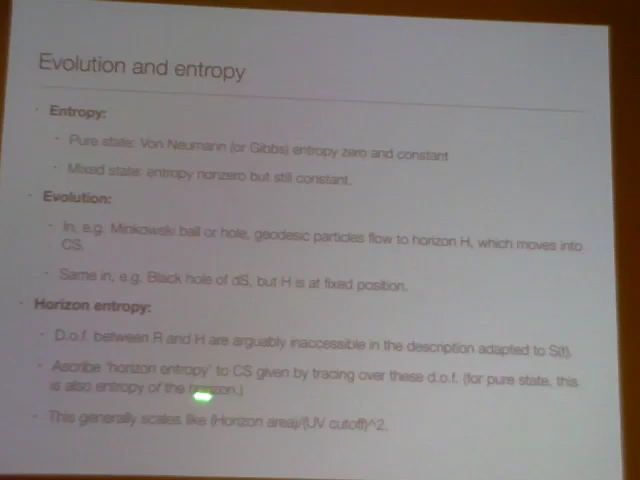 Evolution and entropy
- Entropy:
- Pure state: Von Neumann (or Gibbs) entropy zero and constant
- Mixed state: entropy nonzero but still constant.
- Evolution:
- In, e.g. Minkowski ball or hole, geodesic particles flow to horizon H, which moves into
CS.
- Same in, e.g. Black hole of dS, but H is at fixed position.
- Horizon entropy:
- D.o.f. between R and H are arguably inaccessible in the description adapted to S(t).
- Ascribe 'horizon entropy' to CS given by tracing over these d.o.f. (for pure state, this
is also entropy of the horizon.)
- This generally scales like (Horizon area)/(UV cutoff)^2.